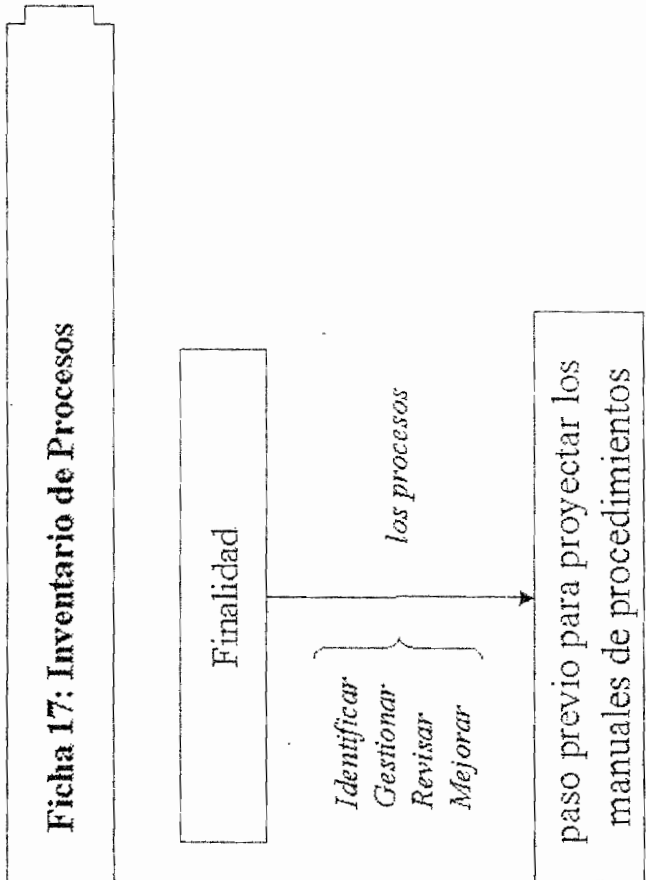 Ficha 17: Inventario de Procesos
Finalidad
Identificar
Gestionar
Revisar
Mejorar
los procesos
paso previo para proyectar los
manuales de procedimientos